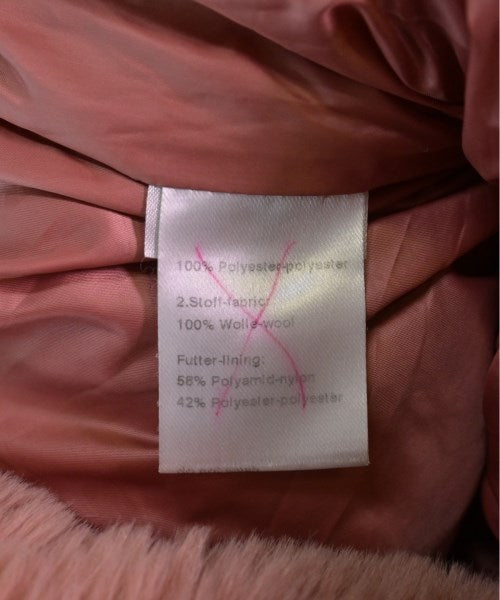 100% Polyester-polyester
2.Stoff-fabric:
100% Wolle-wool
Futter-lining:
58% Polyamid-nylon
42% Polyester-polyester